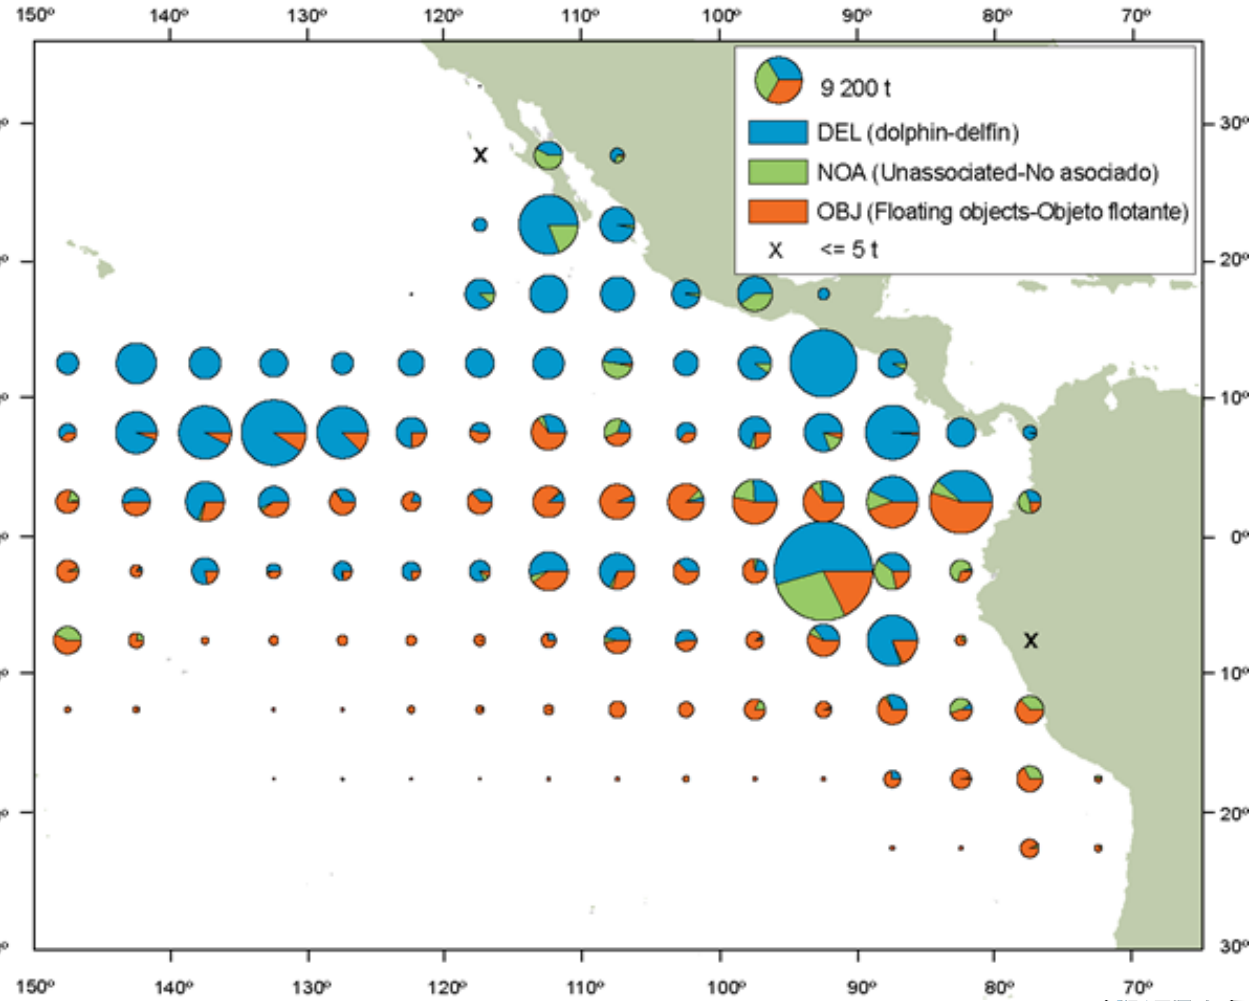 150º 140º 130º 120º 110º 100º 90º 80º 70º
9 200 t
DEL (dolphin-delfín)
NOA (Unassociated-No asociado)
OBJ (Floating objects-Objeto flotante)
X <= 5 t
X
X
30º
20º
10º
0º
10º
20º
30º
150º 140º 130º 120º 110º 100º 90º 80º 70º